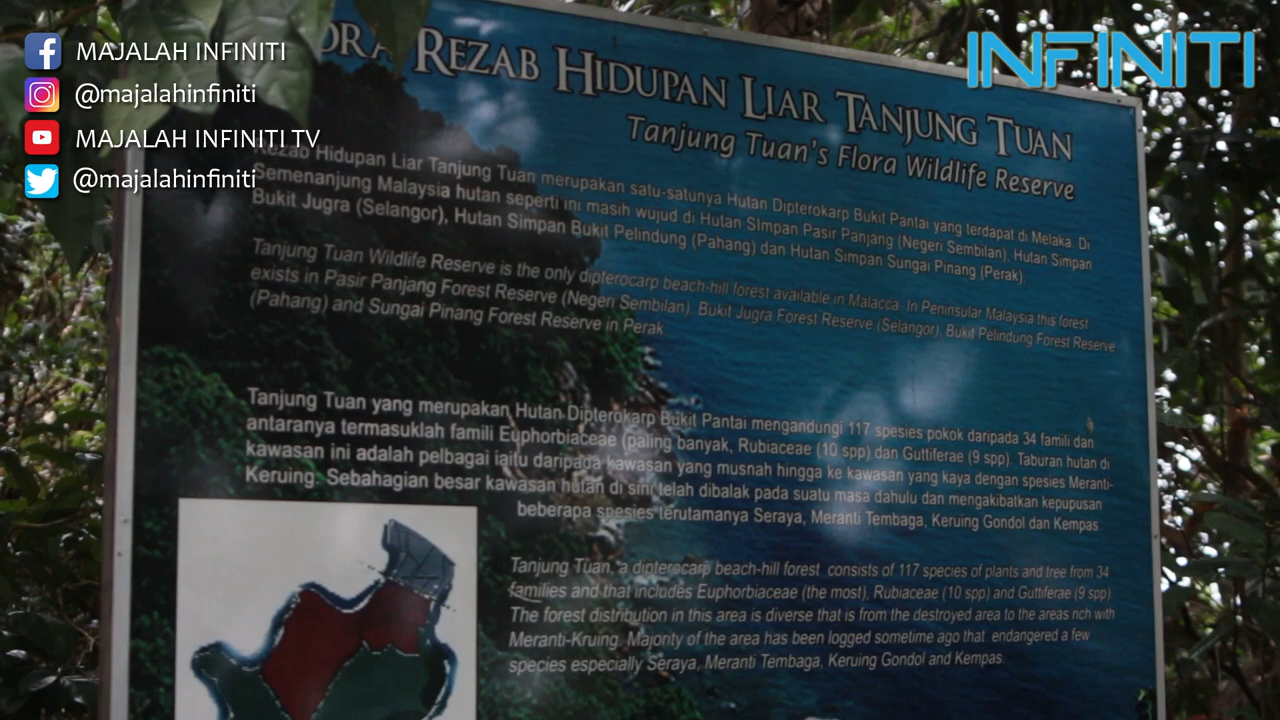 MAJALAH INFINITI
@majalahinfiniti
MAJALAH INFINITI TV
@majalahinfiniti
INFINITI
REZAB HIDUPAN LIAR TANJUNG TUAN
Tanjung Tuan's Flora Wildlife Reserve
Rezab Hidupan Liar Tanjung Tuan merupakan satu-satunya Hutan Dipterokarp Bukit Pantai yang terdapat di Melaka. Di
Semenanjung Malaysia hutan seperti ini masih wujud di Hutan SImpan Pasir Panjang (Negeri Sembilan), Hutan Simpan
Bukit Jugra (Selangor), Hutan Simpan Bukit Pelindung (Pahang) dan Hutan Simpan Sungai Pinang (Perak).
Tanjung Tuan Wildlife Reserve is the only dipterocarp beach-hill forest available in Malacca. In Peninsular Malaysia this forest
exists in Pasir Panjang Forest Reserve (Negeri Sembilan), Bukit Jugra Forest Reserve (Selangor), Bukit Pelindung Forest Reserve
(Pahang) and Sungai Pinang Forest Reserve in Perak.
Tanjung Tuan yang merupakan Hutan Dipterokarp Bukit Pantai mengandungi 117 spesies pokok daripada 34 famili dan
antaranya termasuklah famili Euphorbiaceae (paling banyak, Rubiaceae (10 spp) dan Guttiferae (9 spp). Taburan hutan di
kawasan ini adalah pelbagai iaitu daripada kawasan yang musnah hingga ke kawasan yang kaya dengan spesies Meranti-
Keruing. Sebahagian besar kawasan hutan di sini telah dibalak pada suatu masa dahulu dan mengakibatkan kepupusan
beberapa spesies terutamanya Seraya, Meranti Tembaga, Keruing Gondol dan Kempas.
Tanjung Tuan, a dipterocarp beach-hill forest consists of 117 species of plants and tree from 34
families and that includes Euphorbiaceae (the most), Rubiaceae (10 spp) and Guttiferae (9 spp).
The forest distribution in this area is diverse that is from the destroyed area to the areas rich with
Meranti-Kruing. Majority of the area has been logged sometime ago that endangered a few
species especially Seraya, Meranti Tembaga, Keruing Gondol and Kempas.